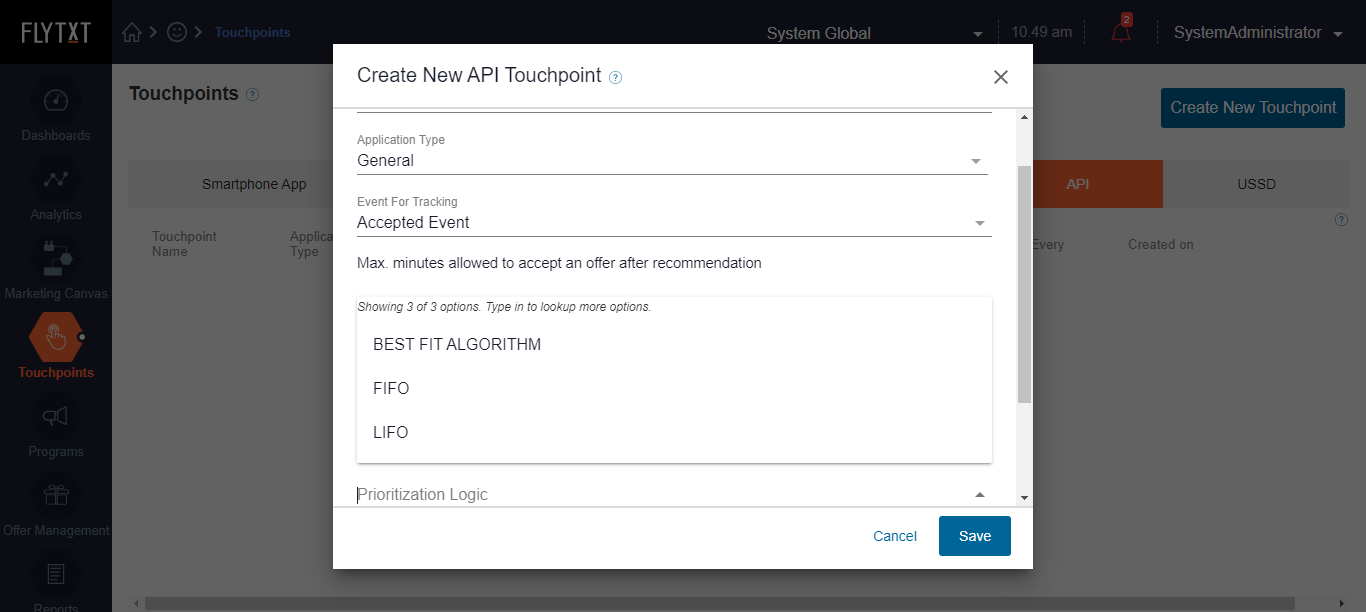 FLYTXT
Touchpoints
System Global
10.49 am
2
SystemAdministrator
Dashboards
Analytics
Marketing Canvas
Touchpoints
Programs
Offer Management
Reports
Touchpoints ?
Create New Touchpoint
Smartphone App
API
USSD
?
Touchpoint
Name
Applica
Type
Every
Created on
Create New API Touchpoint ?
Application Type
General
Event For Tracking
Accepted Event
Max. minutes allowed to accept an offer after recommendation
Showing 3 of 3 options. Type in to lookup more options.
BEST FIT ALGORITHM
FIFO
LIFO
Prioritization Logic
Cancel
Save